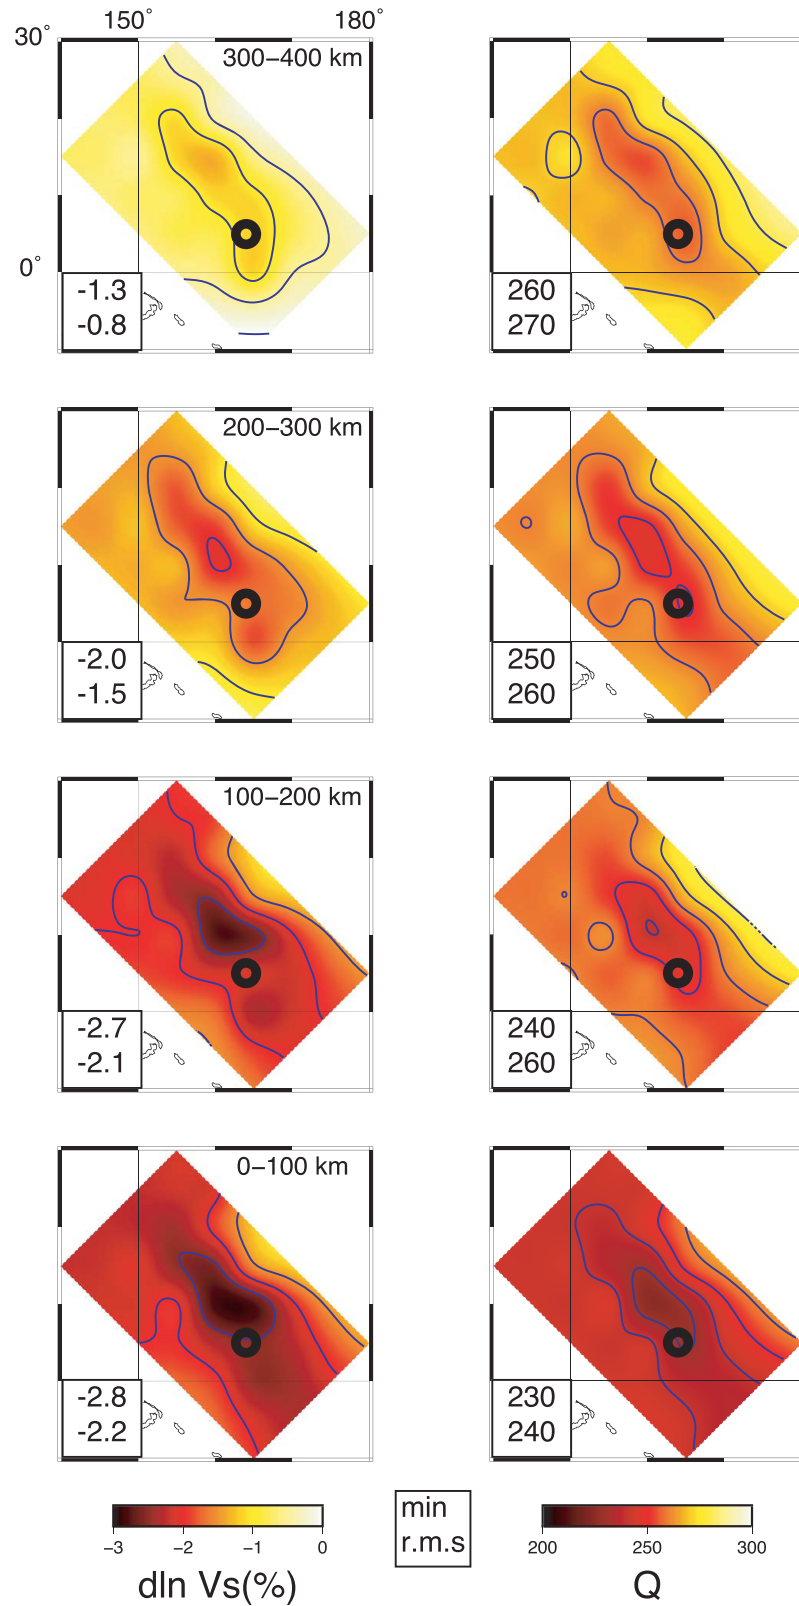 150° 180°
30°
300–400 km
0°
-1.3
-0.8
260
270
200–300 km
-2.0
-1.5
250
260
100–200 km
-2.7
-2.1
240
260
0–100 km
-2.8
-2.2
230
240
min
r.m.s
−3 −2 −1 0
200 250 300
dln Vs(%)
Q